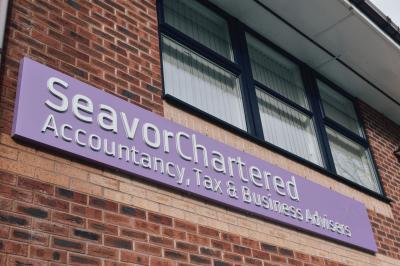 SeavorChartered
Accountancy, Tax & Business Advisers